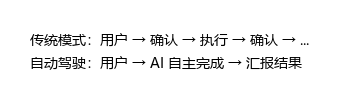 传统模式：用户 → 确认 → 执行 → 确认 → ...
自动驾驶：用户 → AI 自主完成 → 汇报结果